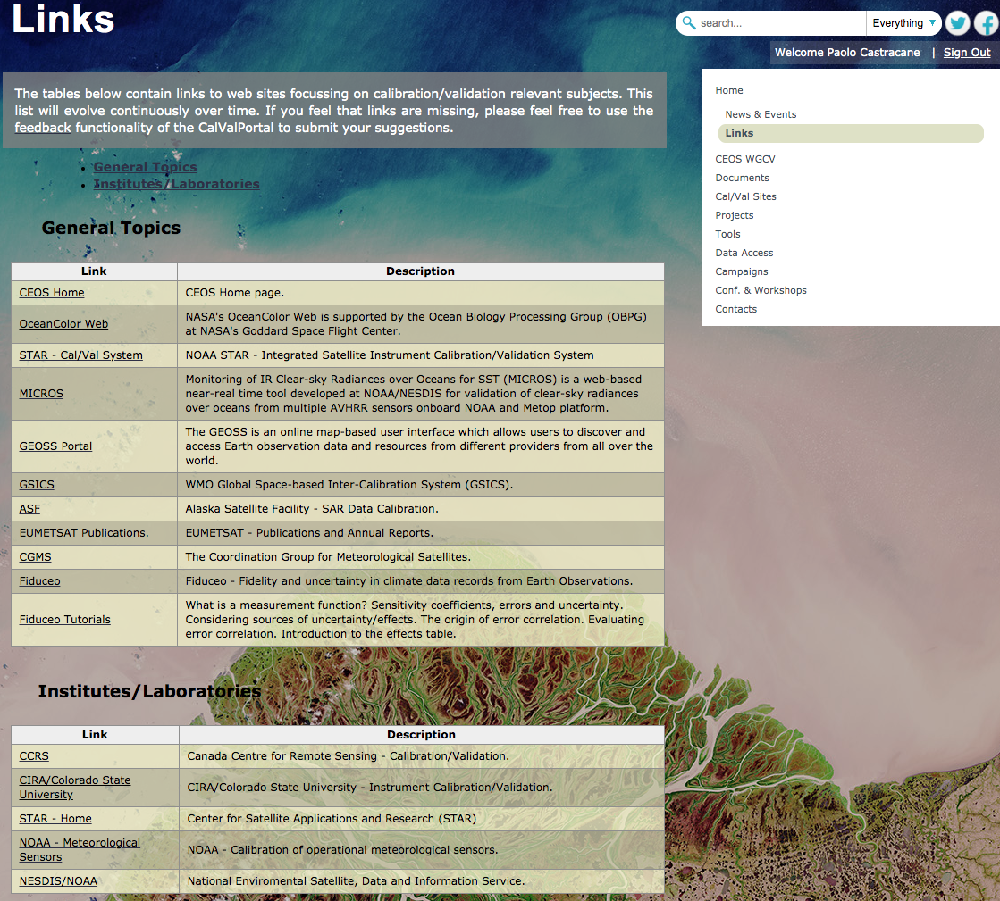 Links
search...
Everything
Welcome Paolo Castracane | Sign Out
The tables below contain links to web sites focussing on calibration/validation relevant subjects. This
list will evolve continuously over time. If you feel that links are missing, please feel free to use the
feedback functionality of the CalValPortal to submit your suggestions.
General Topics
Institutes/Laboratories
Home
News & Events
Links
CEOS WGCV
Documents
Cal/Val Sites
Projects
Tools
Data Access
Campaigns
Conf. & Workshops
Contacts
General Topics
Link Description
CEOS Home CEOS Home page.
OceanColor Web
NASA's OceanColor Web is supported by the Ocean Biology Processing Group (OBPG)
at NASA's Goddard Space Flight Center.
STAR - Cal/Val System NOAA STAR - Integrated Satellite Instrument Calibration/Validation System
MICROS
Monitoring of IR Clear-sky Radiances over Oceans for SST (MICROS) is a web-based
near-real time tool developed at NOAA/NESDIS for validation of clear-sky radiances
over oceans from multiple AVHRR sensors onboard NOAA and Metop platform.
GEOSS Portal
The GEOSS is an online map-based user interface which allows users to discover and
access Earth observation data and resources from different providers from all over the
world.
GSICS WMO Global Space-based Inter-Calibration System (GSICS).
ASF Alaska Satellite Facility - SAR Data Calibration.
EUMETSAT Publications. EUMETSAT - Publications and Annual Reports.
CGMS The Coordination Group for Meteorological Satellites.
Fiduceo Fiduceo - Fidelity and uncertainty in climate data records from Earth Observations.
Fiduceo Tutorials
What is a measurement function? Sensitivity coefficients, errors and uncertainty.
Considering sources of uncertainty/effects. The origin of error correlation. Evaluating
error correlation. Introduction to the effects table.
Institutes/Laboratories
Link Description
CCRS Canada Centre for Remote Sensing - Calibration/Validation.
CIRA/Colorado State
University
CIRA/Colorado State University - Instrument Calibration/Validation.
STAR - Home Center for Satellite Applications and Research (STAR)
NOAA - Meteorological
Sensors
NOAA - Calibration of operational meteorological sensors.
NESDIS/NOAA National Enviromental Satellite, Data and Information Service.